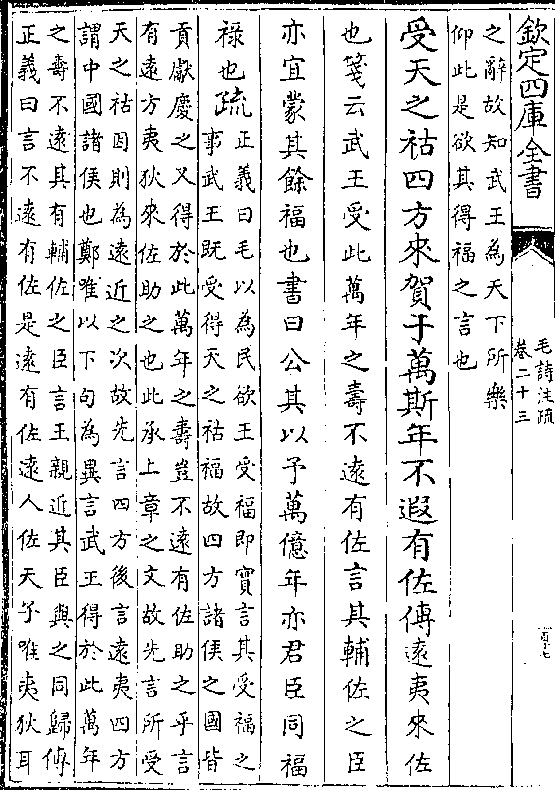 欽定四庫全書
毛詩注疏
卷二十三
之辭故知武王為天下所樂
仰此是欲其得福之言也
受天之祜四方來賀于萬斯年不遐有佐傳遠夷來佐
也箋云武王受此萬年之壽不遠有佐言其輔佐之臣
亦宜蒙其餘福也書曰公其以予萬億年亦君臣同福
祿也疏正義曰毛以為民欲王受福即實言其受福之
事武王既受得天之祜福故四方諸侯之國皆
貢獻慶之又得於此萬年之壽豈不遠有佐助之乎言
有遠方夷狄來佐助之也此承上章之文故先言所受
天之祜因則為遠近之次故先言四方後言遠夷四方
謂中國諸侯也鄭唯以下句為異言武王得於此萬年
之壽不遠其有輔佐之臣言王親近其臣與之同歸傳
正義曰言不遠有佐是遠有佐遠人佐天子唯夷狄耳